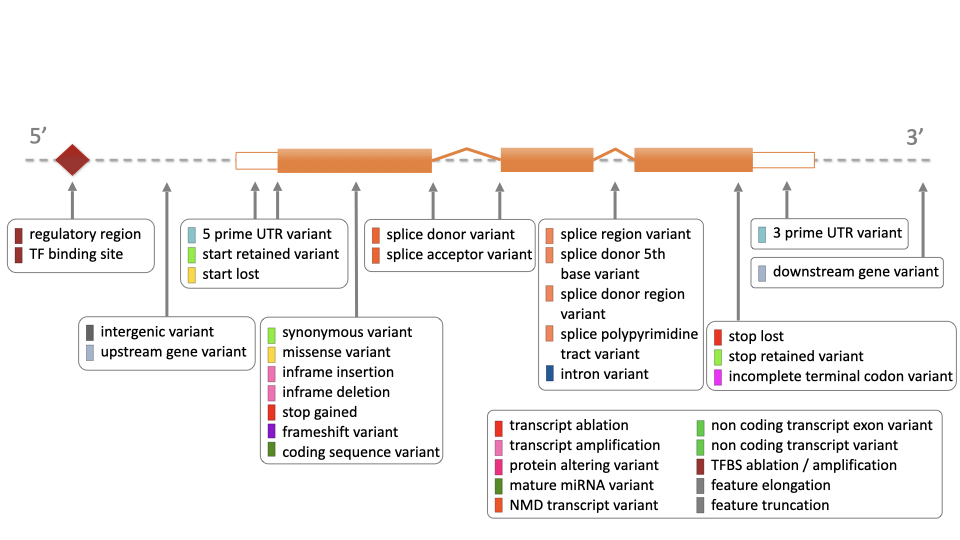 5’
3’
regulatory region
TF binding site
5 prime UTR variant
start retained variant
start lost
splice donor variant
splice acceptor variant
splice region variant
splice donor 5th
base variant
splice donor region
variant
splice polypyrimidine
tract variant
intron variant
3 prime UTR variant
downstream gene variant
intergenic variant
upstream gene variant
synonymous variant
missense variant
inframe insertion
inframe deletion
stop gained
frameshift variant
coding sequence variant
stop lost
stop retained variant
incomplete terminal codon variant
transcript ablation
transcript amplification
protein altering variant
mature miRNA variant
NMD transcript variant
non coding transcript exon variant
non coding transcript variant
TFBS ablation / amplification
feature elongation
feature truncation